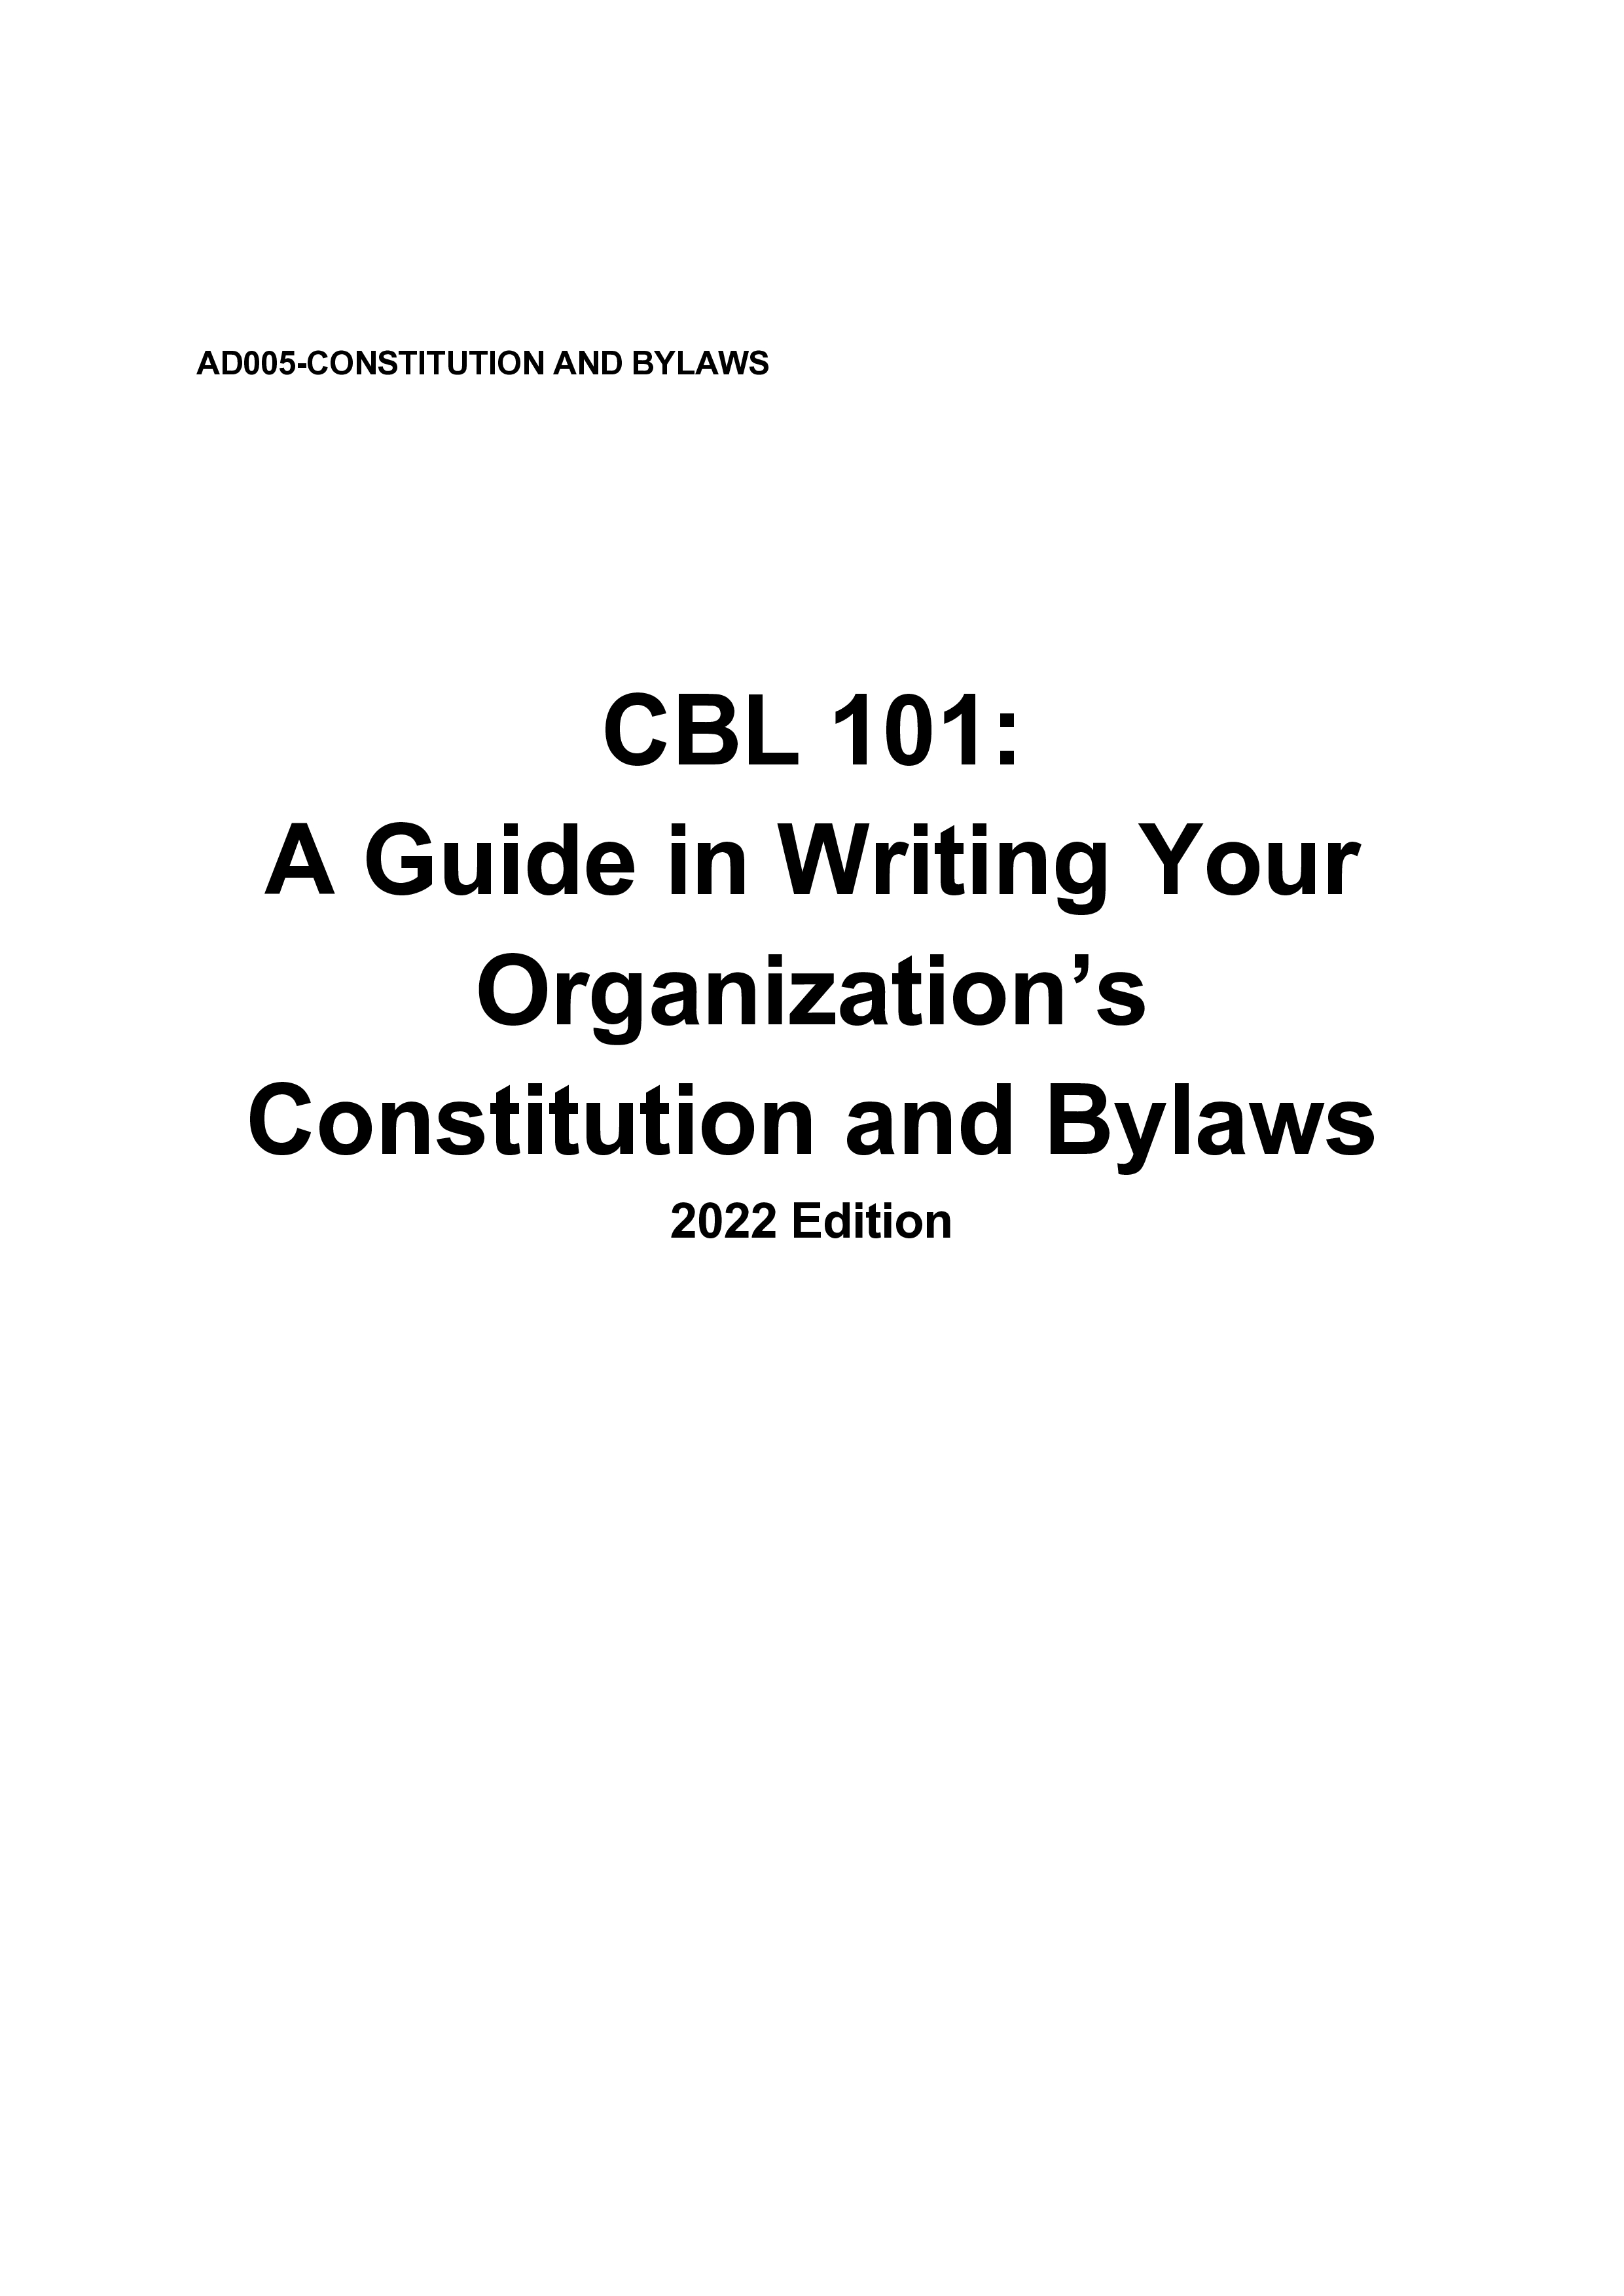 AD005-CONSTITUTION AND BYLAWS
CBL 101:
A Guide in Writing Your
Organization’s
Constitution and Bylaws
2022 Edition